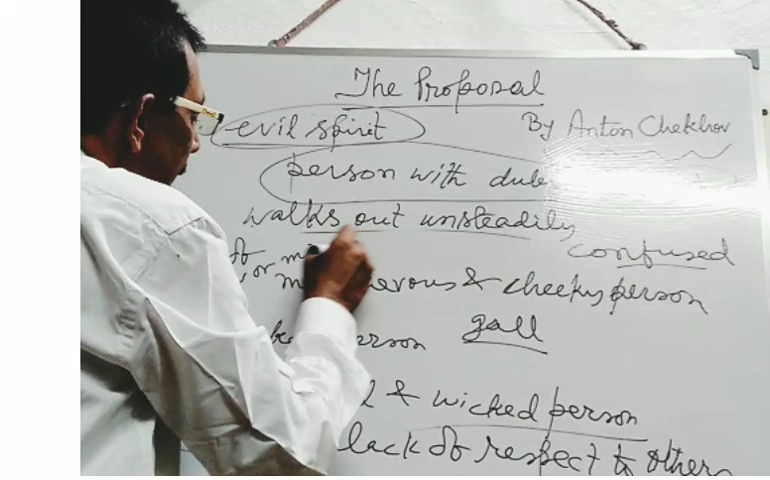 The Proposal
By Anton Chekhov
evil spirit
person with
walks out unsteadily
confused
or
& cheeky person
gall
& wicked person
lack of respect to others